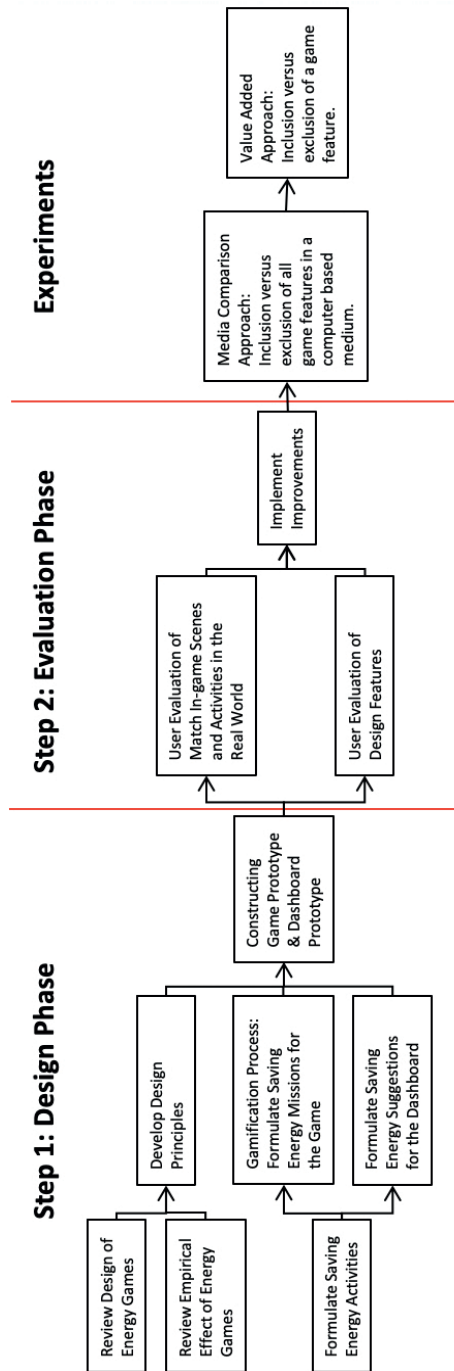 Step 1: Design Phase
Review Design of
Energy Games
Review Empirical
Effect of Energy
Games
Formulate Saving
Energy Activities
Develop Design
Principles
Gamification Process:
Formulate Saving
Energy Missions for
the Game
Formulate Saving
Energy Suggestions
for the Dashboard
Constructing
Game Prototype
& Dashboard
Prototype
Step 2: Evaluation Phase
User Evaluation of
Match In-game Scenes
and Activities in the
Real World
User Evaluation of
Design Features
Implement
Improvements
Experiments
Media Comparison
Approach:
Inclusion versus
exclusion of all
game features in a
computer based
medium.
Value Added
Approach:
Inclusion versus
exclusion of a game
feature.